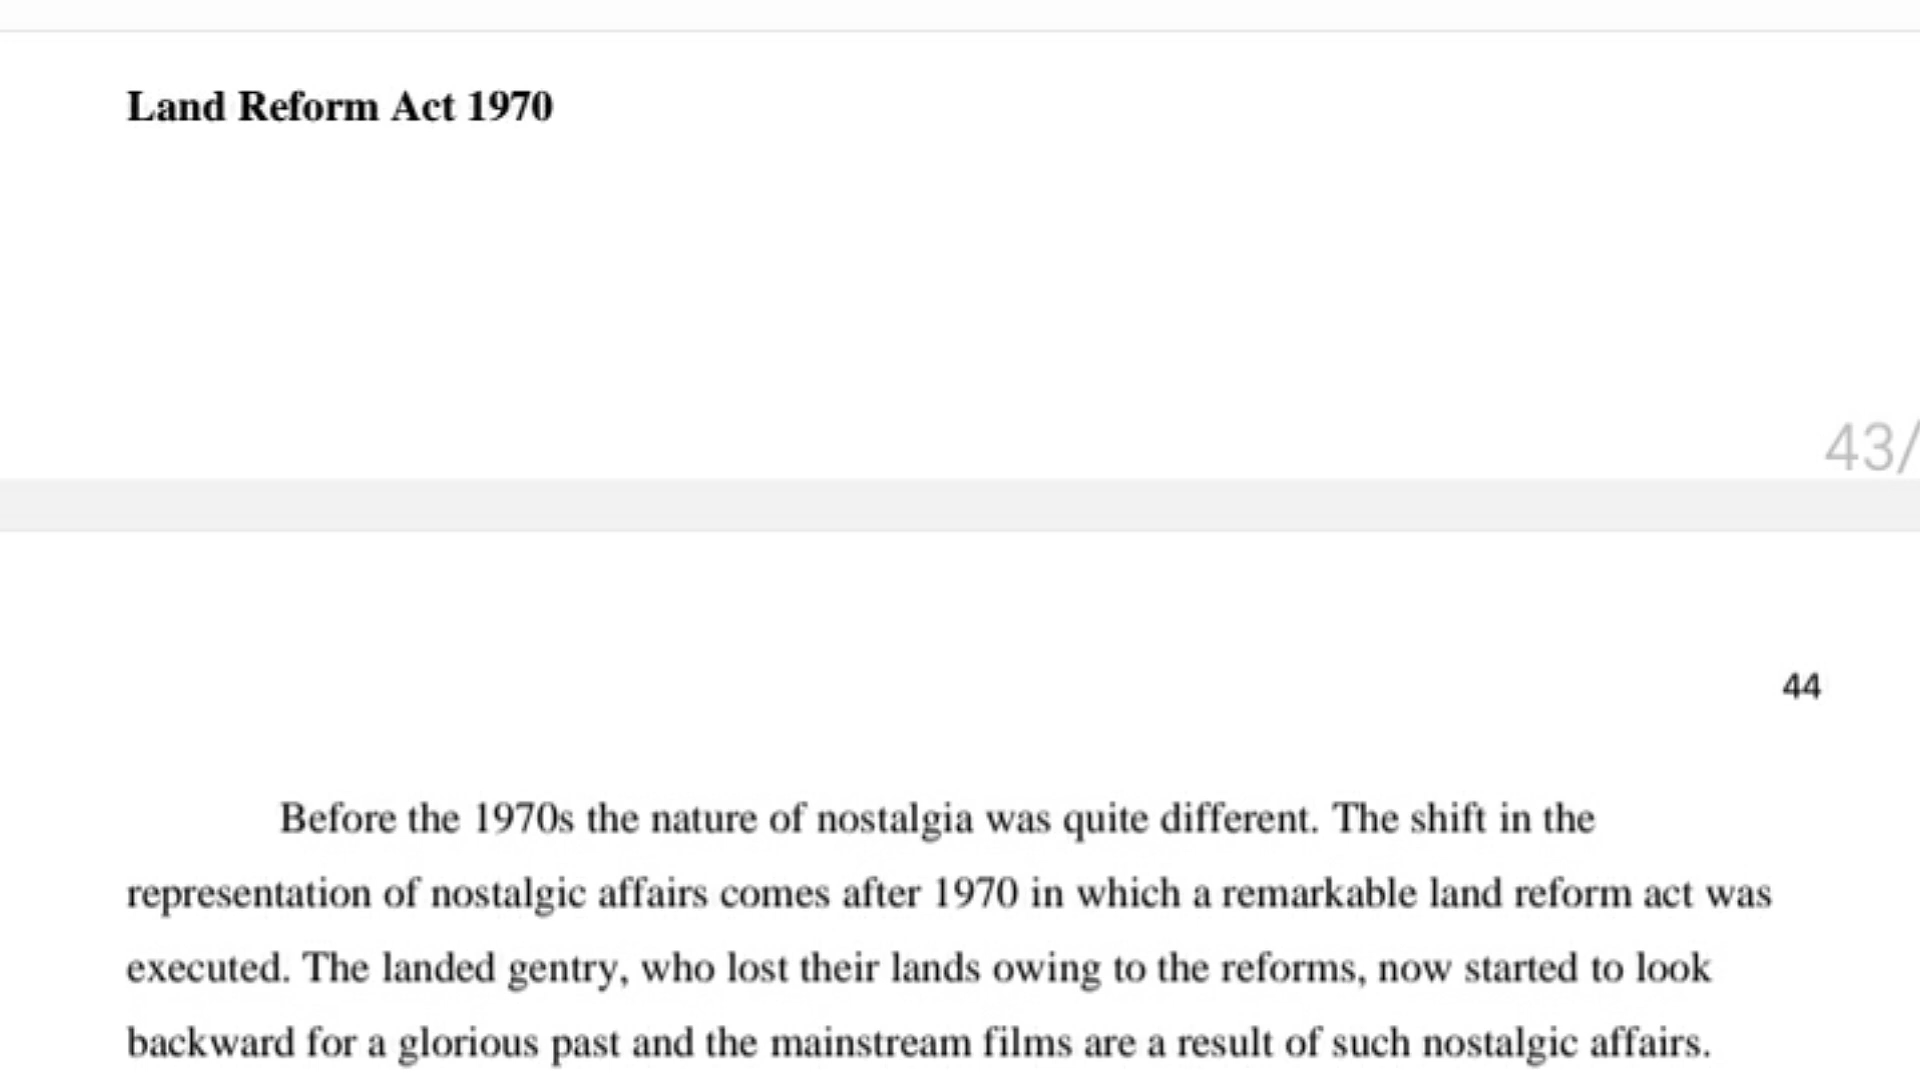 Land Reform Act 1970
43/
44
Before the 1970s the nature of nostalgia was quite different. The shift in the
representation of nostalgic affairs comes after 1970 in which a remarkable land reform act was
executed. The landed gentry, who lost their lands owing to the reforms, now started to look
backward for a glorious past and the mainstream films are a result of such nostalgic affairs.